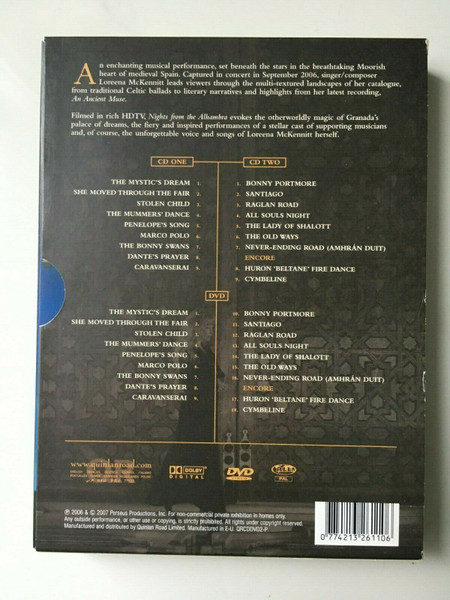 An enchanting musical performance, set beneath the stars in the breathtaking Moorish
heart of medieval Spain. Captured in concert in September 2006, singer/composer
Loreena McKennitt leads viewers through the multi-textured landscapes of her catalogue,
from traditional Celtic ballads to literary narratives and highlights from her latest recording,
An Ancient Muse.
Filmed in rich HDTV, Nights from the Alhambra evokes the otherworldly magic of Granada's
palace of dreams, the fiery and inspired performances of a stellar cast of supporting musicians
and, of course, the unforgettable voice and songs of Loreena McKennitt herself.
CD ONE
THE MYSTIC'S DREAM 1.
SHE MOVED THROUGH THE FAIR 2.
STOLEN CHILD 3.
THE MUMMERS' DANCE 4.
PENELOPE'S SONG 5.
MARCO POLO 6.
THE BONNY SWANS 7.
DANTE'S PRAYER 8.
CARAVANSERAI 9.
CD TWO
1. BONNY PORTMORE
2. SANTIAGO
3. RAGLAN ROAD
4. ALL SOULS NIGHT
5. THE LADY OF SHALOTT
6. THE OLD WAYS
7. NEVER-ENDING ROAD (AMHRÁN DUIT)
ENCORE
8. HURON 'BELTANE' FIRE DANCE
9. CYMBELINE
DVD
THE MYSTIC'S DREAM 1.
SHE MOVED THROUGH THE FAIR 2.
STOLEN CHILD 3.
THE MUMMERS' DANCE 4.
PENELOPE'S SONG 5.
MARCO POLO 6.
THE BONNY SWANS 7.
DANTE'S PRAYER 8.
CARAVANSERAI 9.
10. BONNY PORTMORE
11. SANTIAGO
12. RAGLAN ROAD
13. ALL SOULS NIGHT
14. THE LADY OF SHALOTT
15. THE OLD WAYS
16. NEVER-ENDING ROAD (AMHRÁN DUIT)
ENCORE
17. HURON 'BELTANE' FIRE DANCE
18. CYMBELINE
www.quinlanroad.com
DOLBY
DIGITAL
DVD
VIDEO
PAL
℗ 2006 & © 2007 Perseus Productions, Inc. For non-commercial private exhibition in homes only.
Any outside performance, or other use or copying, is strictly prohibited. All other rights reserved under copyright.
Manufactured and distributed by Quinlan Road Limited. Manufactured in E-U. QRCDDVD2-P
0 774213 261106